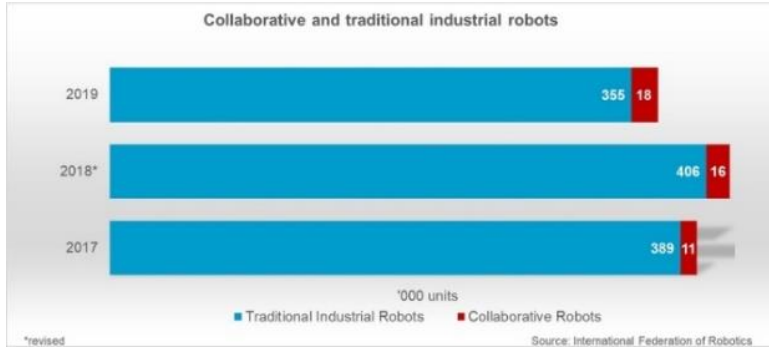 Collaborative and traditional industrial robots
2019 355 18
2018* 406 16
2017 389 11
'000 units
Traditional Industrial Robots Collaborative Robots
*revised Source: International Federation of Robotics